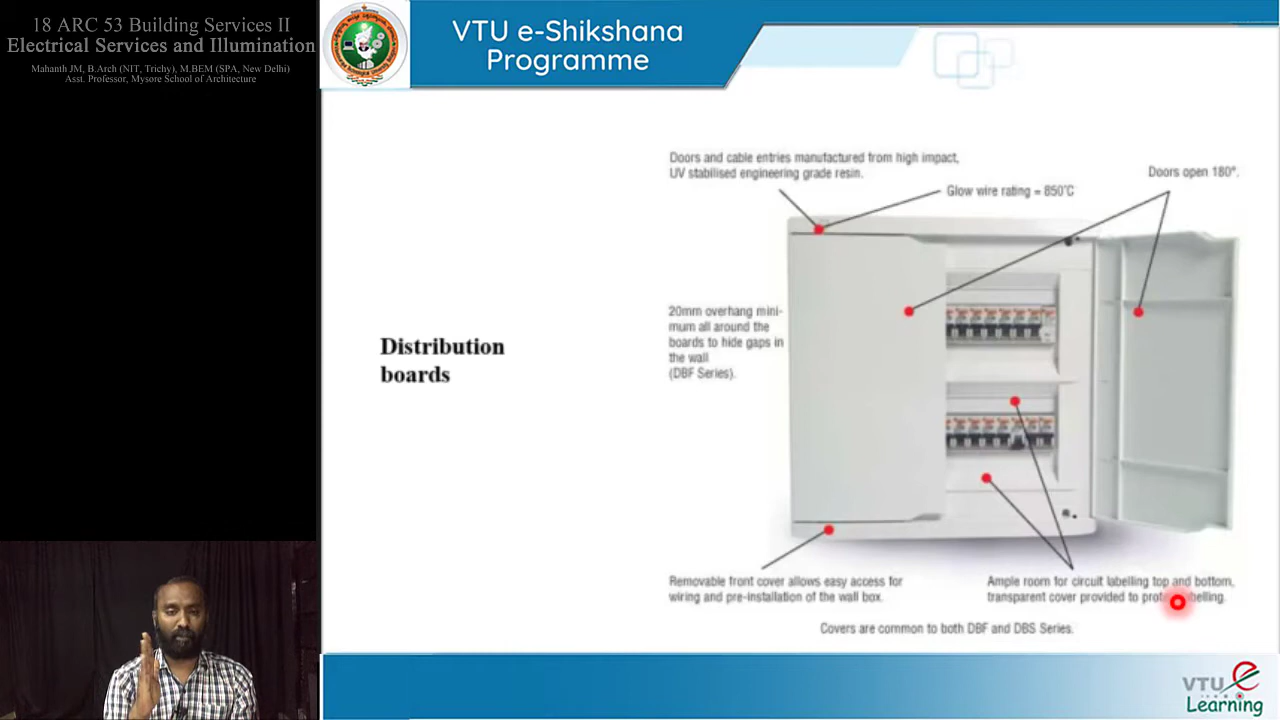 18 ARC 53 Building Services II
Electrical Services and Illumination
Mahanth JM, B.Arch (NIT, Trichy), M.BEM (SPA, New Delhi)
Asst. Professor, Mysore School of Architecture
VTU e-Shikshana
Programme
Doors and cable entries manufactured from high impact,
UV stabilised engineering grade resin.
Glow wire rating = 850°C
Doors open 180°.
20mm overhang mini-
mum all around the
boards to hide gaps in
the wall
(DBF Series).
Distribution
boards
Removable front cover allows easy access for
wiring and pre-installation of the wall box.
Ample room for circuit labelling top and bottom,
transparent cover provided to
Covers are common to both DBF and DBS Series.
VTU e
Learning